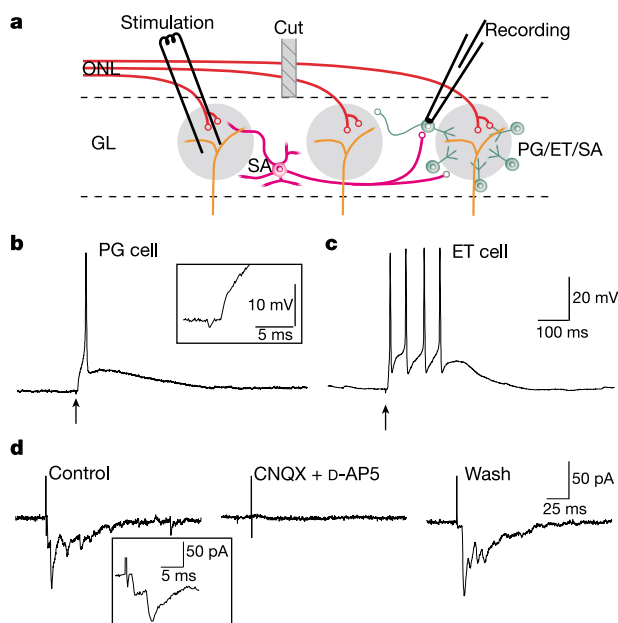 a
Stimulation
Cut
Recording
ONL
GL
SA
PG/ET/SA
b
PG cell
10 mV
5 ms
c
ET cell
20 mV
100 ms
d
Control
50 pA
5 ms
CNQX + D-AP5
Wash
50 pA
25 ms